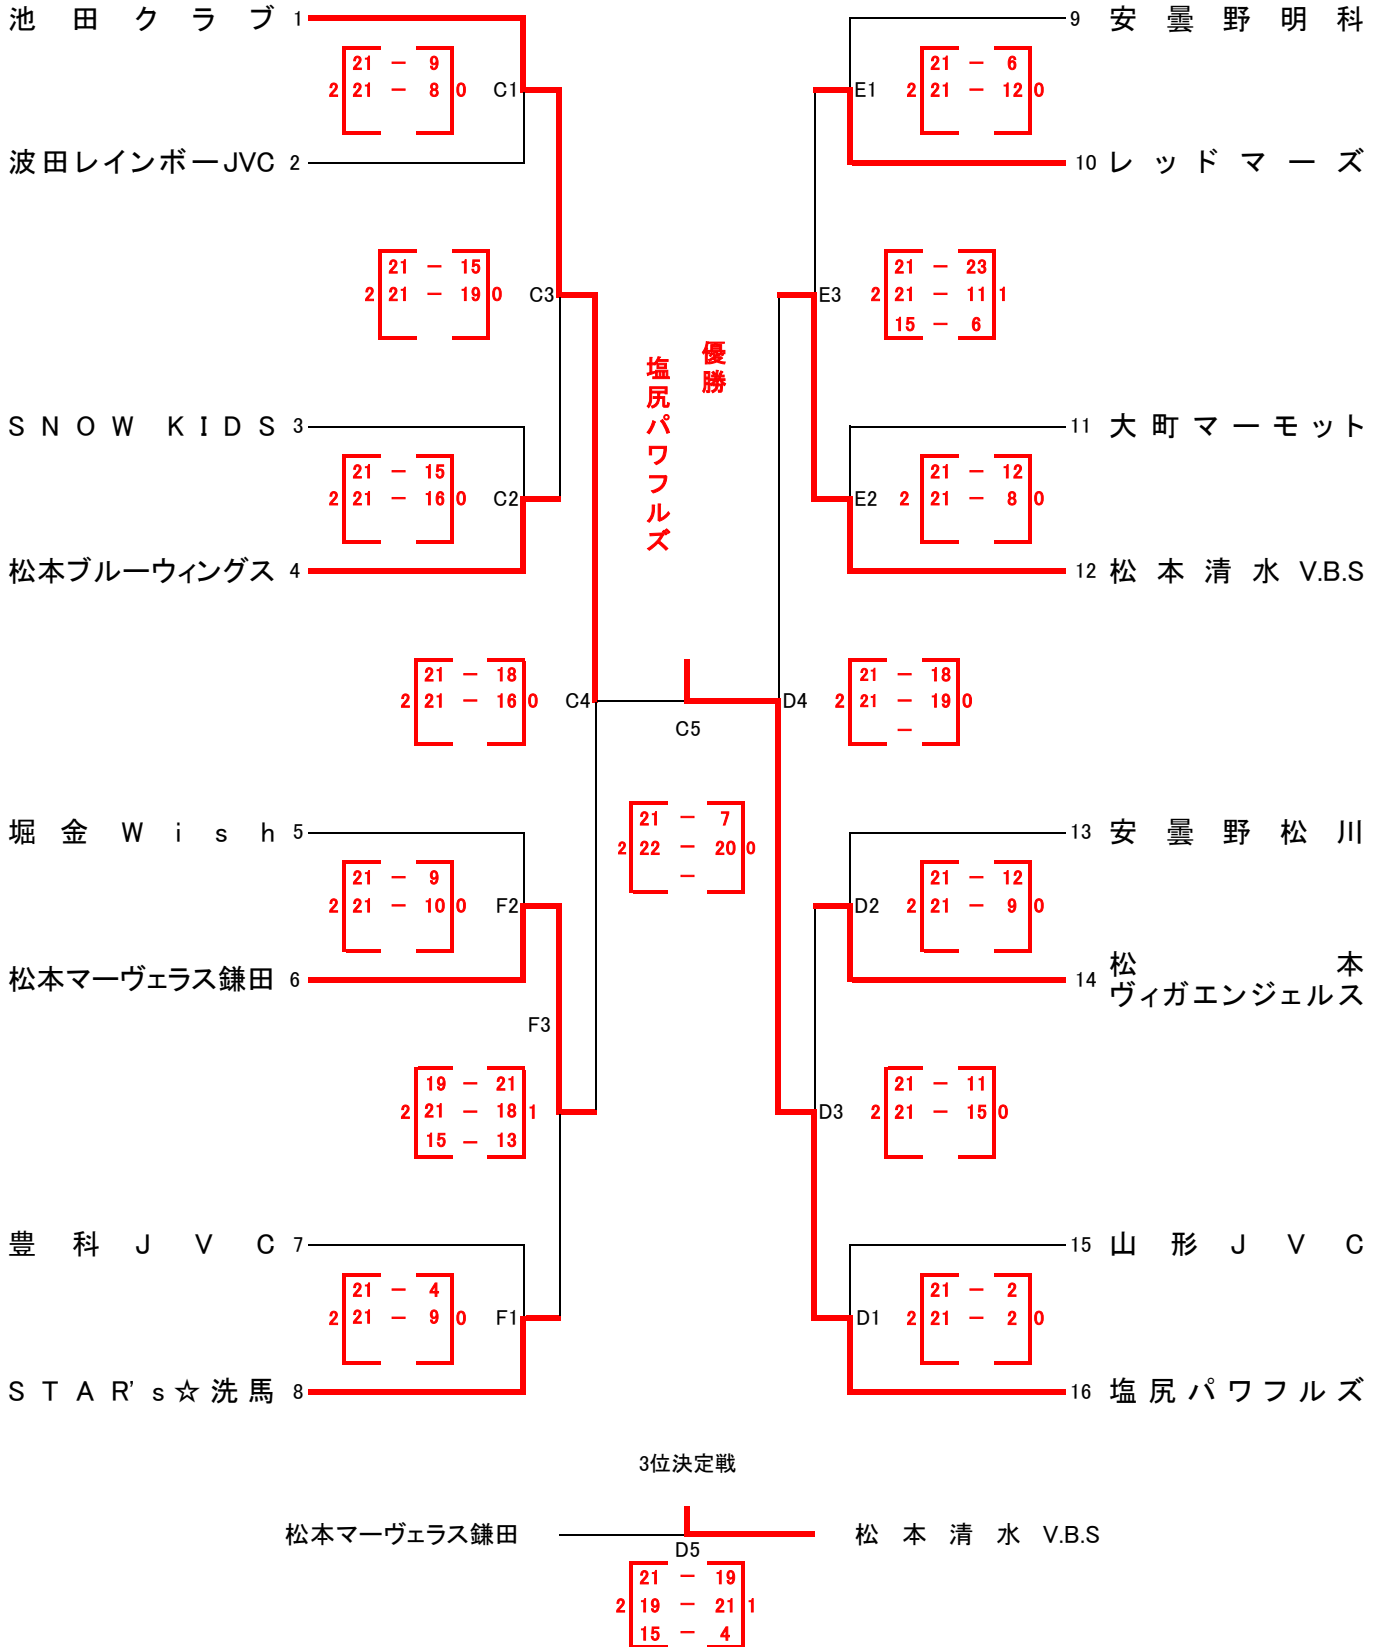 池田クラブ 1
21 － 9
2 21 － 8 0 C1
波田レインボーJVC 2
21 － 15
2 21 － 19 0 C3
SNOW KIDS 3
21 － 15
2 21 － 16 0 C2
松本ブルーウィングス 4
21 － 18
2 21 － 16 0 C4
堀金Wish 5
21 － 9
2 21 － 10 0 F2
松本マーヴェラス鎌田 6
F3
19 － 21
2 21 － 18 1
15 － 13
豊科JVC 7
21 － 4
2 21 － 9 0 F1
STAR's☆洗馬 8
優勝
塩尻パワフルズ
C5
21 － 7
2 22 － 20 0
－
9 安曇野明科
21 － 6
E1 2 21 － 12 0
10 レッドマーズ
21 － 23
E3 2 21 － 11 1
15 － 6
11 大町マーモット
21 － 12
E2 2 21 － 8 0
12 松本清水V.B.S
21 － 18
D4 2 21 － 19 0
－
13 安曇野松川
21 － 12
D2 2 21 － 9 0
松本
14 ヴィガエンジェルス
21 － 11
D3 2 21 － 15 0
15 山形JVC
21 － 2
D1 2 21 － 2 0
16 塩尻パワフルズ
3位決定戦
松本マーヴェラス鎌田 松本清水V.B.S
D5
21 － 19
2 19 － 21 1
15 － 4